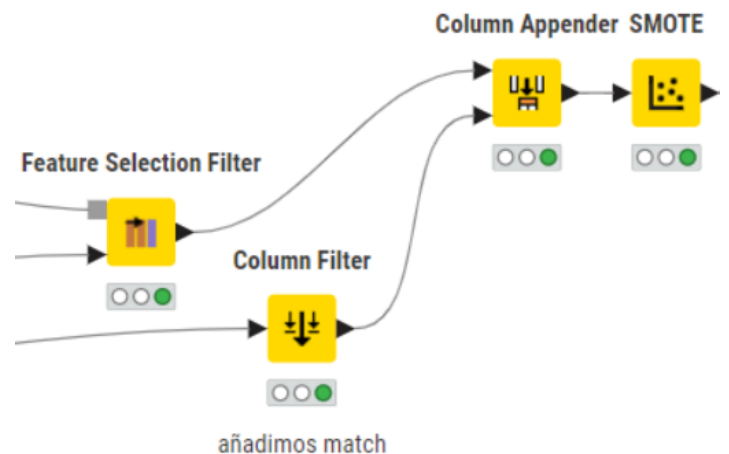 Column Appender SMOTE
Feature Selection Filter
Column Filter
añadimos match